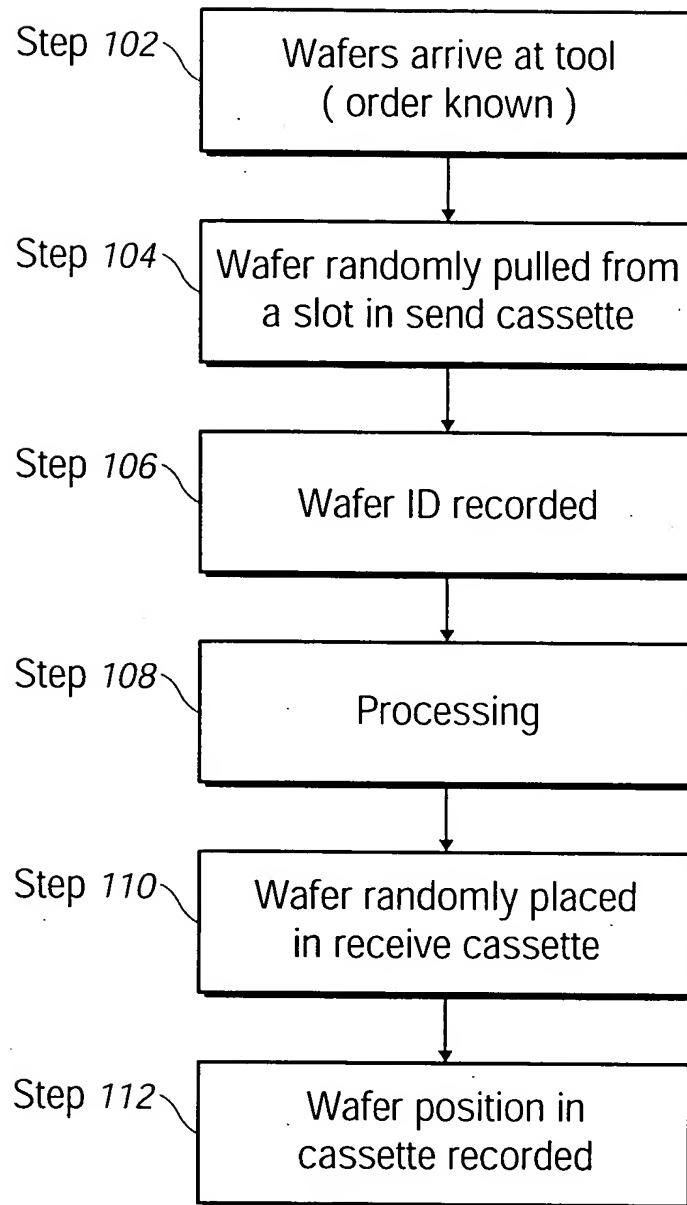 Step 102
Wafers arrive at tool
( order known )
Step 104
Wafer randomly pulled from
a slot in send cassette
Step 106
Wafer ID recorded
Step 108
Processing
Step 110
Wafer randomly placed
in receive cassette
Step 112
Wafer position in
cassette recorded